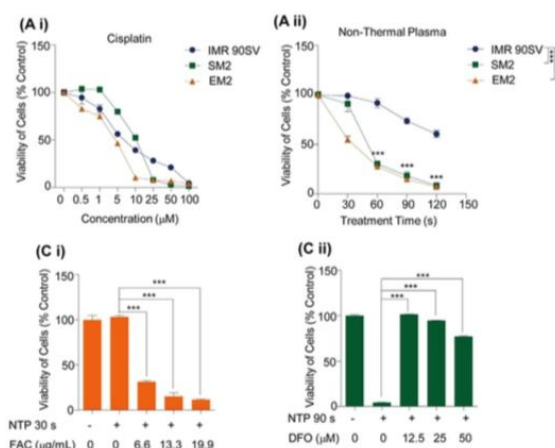 (A i)
Cisplatin
IMR 90SV
SM2
EM2
Viability of Cells (% Control)
150
100
50
0
0 0.5 1 5 10 25 50 100
Concentration (μM)
(A ii)
Non-Thermal Plasma
IMR 90SV
SM2
EM2
***
***
Viability of Cells (% Control)
150
100
50
0
*** *** ***
0 30 60 90 120 150
Treatment Time (s)
(C i)
Viability of Cells (% Control)
150
100
50
0
***
***
***
NTP 30 s - + + + +
FAC (μg/mL) 0 0 6.6 13.3 19.9
(C ii)
Viability of Cells (% Control)
150
100
50
0
***
***
***
NTP 90 s - + + + +
DFO (μM) 0 0 12.5 25 50